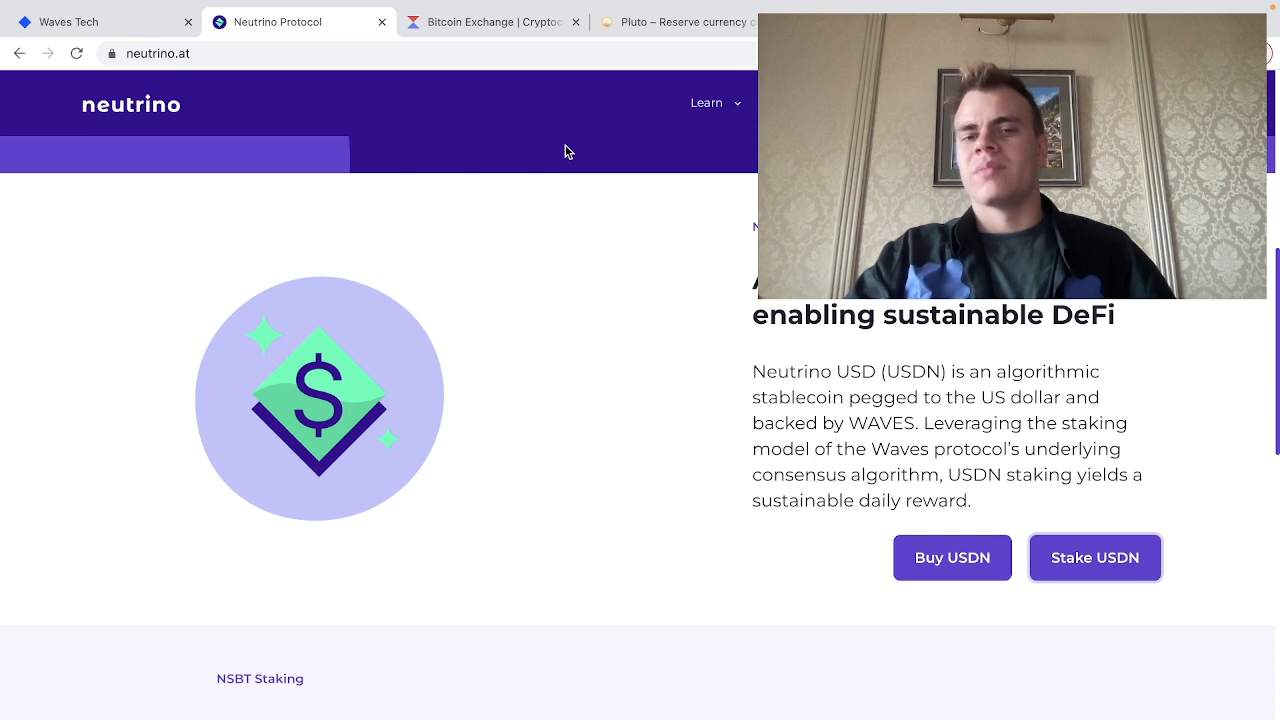 Waves Tech
Neutrino Protocol
Bitcoin Exchange | Cryptoc
Pluto – Reserve currency c
neutrino.at
neutrino
Learn
$
enabling sustainable DeFi
Neutrino USD (USDN) is an algorithmic
stablecoin pegged to the US dollar and
backed by WAVES. Leveraging the staking
model of the Waves protocol’s underlying
consensus algorithm, USDN staking yields a
sustainable daily reward.
Buy USDN
Stake USDN
NSBT Staking